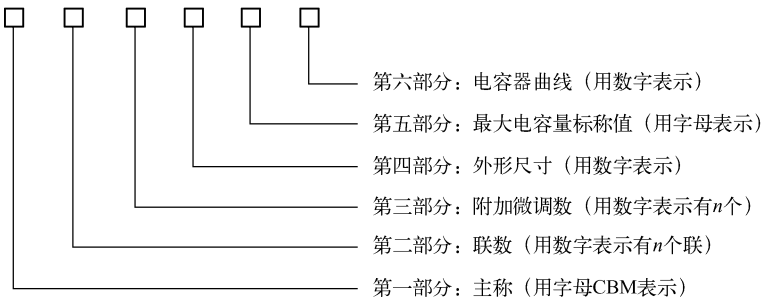 第六部分：电容器曲线（用数字表示）
第五部分：最大电容量标称值（用字母表示）
第四部分：外形尺寸（用数字表示）
第三部分：附加微调数（用数字表示有n个）
第二部分：联数（用数字表示有n个联）
第一部分：主称（用字母CBM表示）